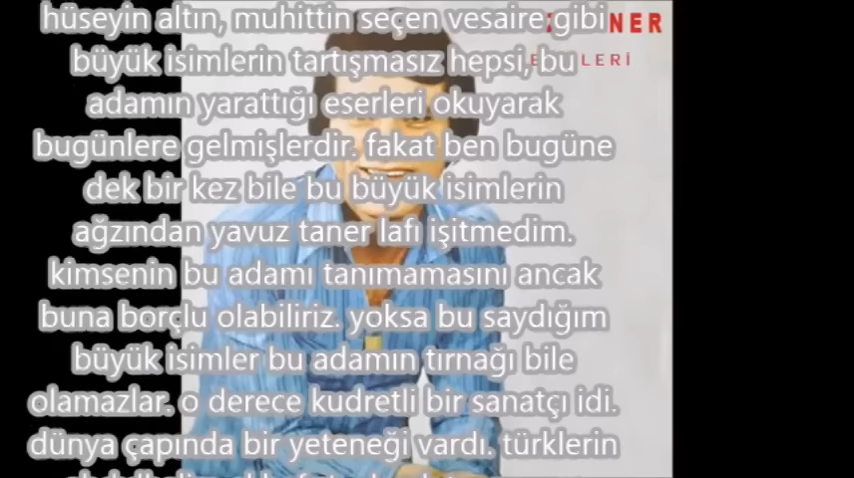 hüseyin altın, muhittin seçen vesaire gibi
NER
büyük isimlerin tartışmasız hepsi, bu
LERİ
adamın yarattığı eserleri okuyarak
bugünlere gelmişlerdir. fakat ben bugüne
dek bir kez bile bu büyük isimlerin
ağzından yavuz taner lafı işitmedim.
kimsenin bu adamı tanımamasını ancak
buna borçlu olabiliriz. yoksa bu saydığım
büyük isimler bu adamın tırnağı bile
olamazlar. o derece kudretli bir sanatçı idi.
dünya çapında bir yeteneği vardı. türklerin